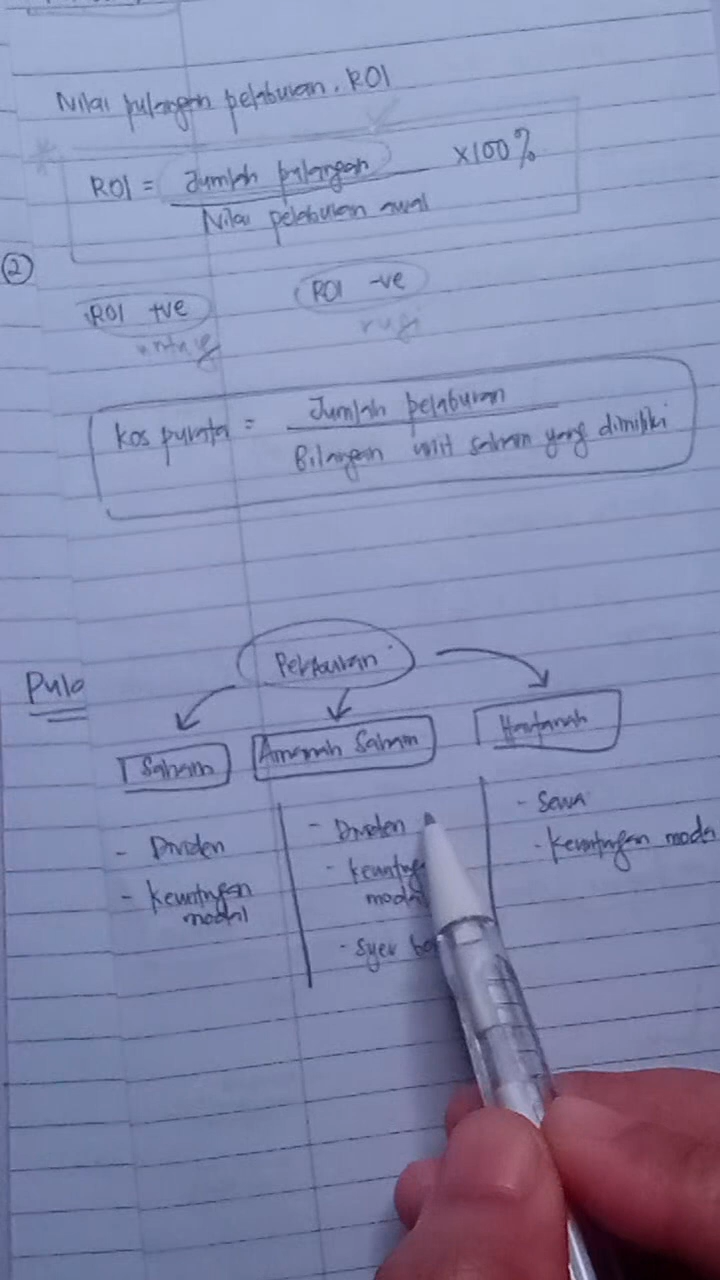 Nilai pulangan pelaburan, ROI
ROI = Jumlah pulangan × 100%
Nilai pelaburan awal
②
ROI +ve ROI -ve
untung rugi
Kos purata = Jumlah pelaburan
Bilangan unit saham yang dimiliki
Pelaburan
Saham Amanah Saham Hartanah
- Dividen - Dividen - Sewa
- Keuntungan modal - Keuntungan modal - Keuntungan modal
- Syer